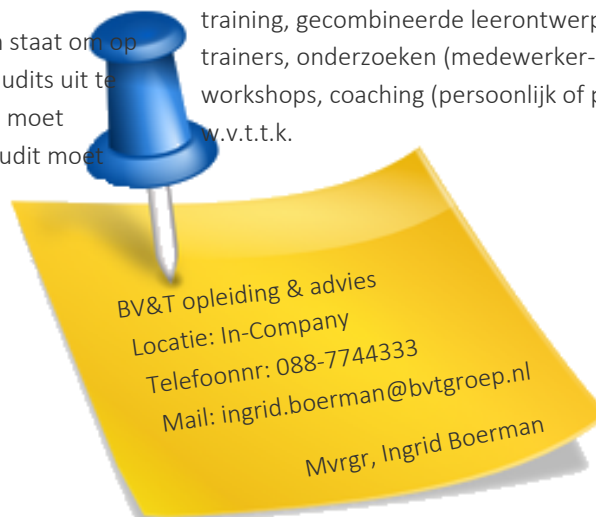 n staat om op
udits uit te
moet
udit moet
training, gecombineerde leerontwerp
trainers, onderzoeken (medewerker-
workshops, coaching (persoonlijk of p
w.v.t.t.k.
BV&T opleiding & advies
Locatie: In-Company
Telefoonnr: 088-7744333
Mail: ingrid.boerman@bvtgroep.nl
Mvrgr, Ingrid Boerman